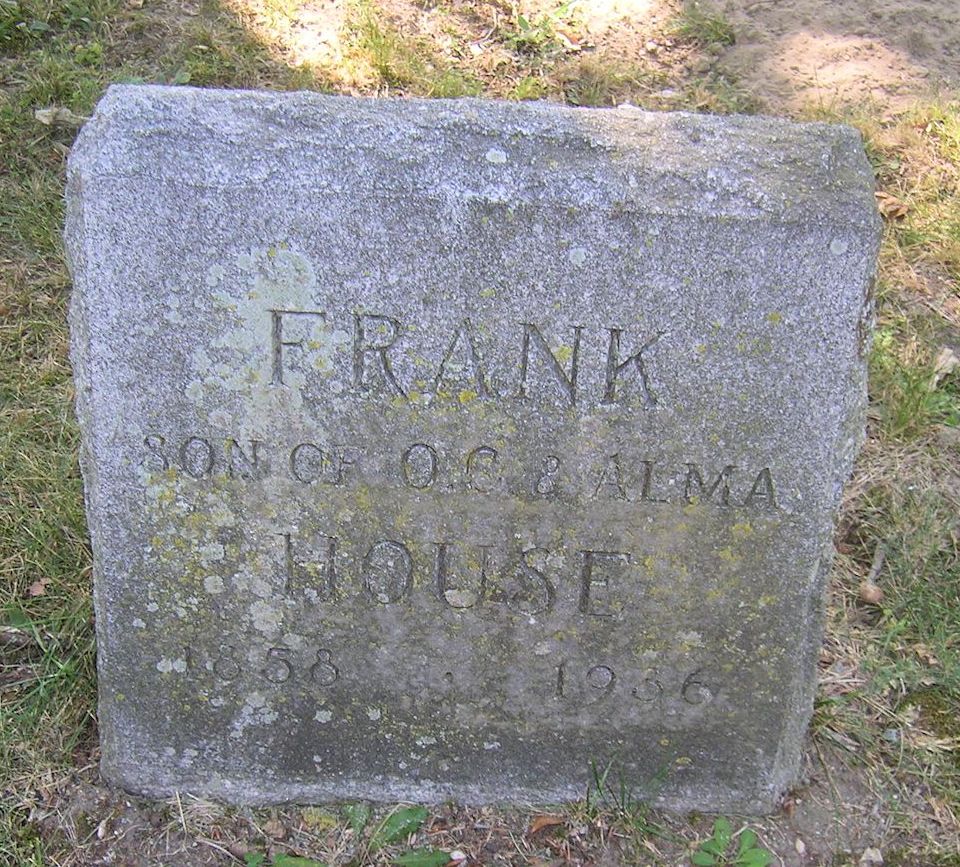 FRANK
SON OF O.C & ALMA
HOUSE
1858 . 1936